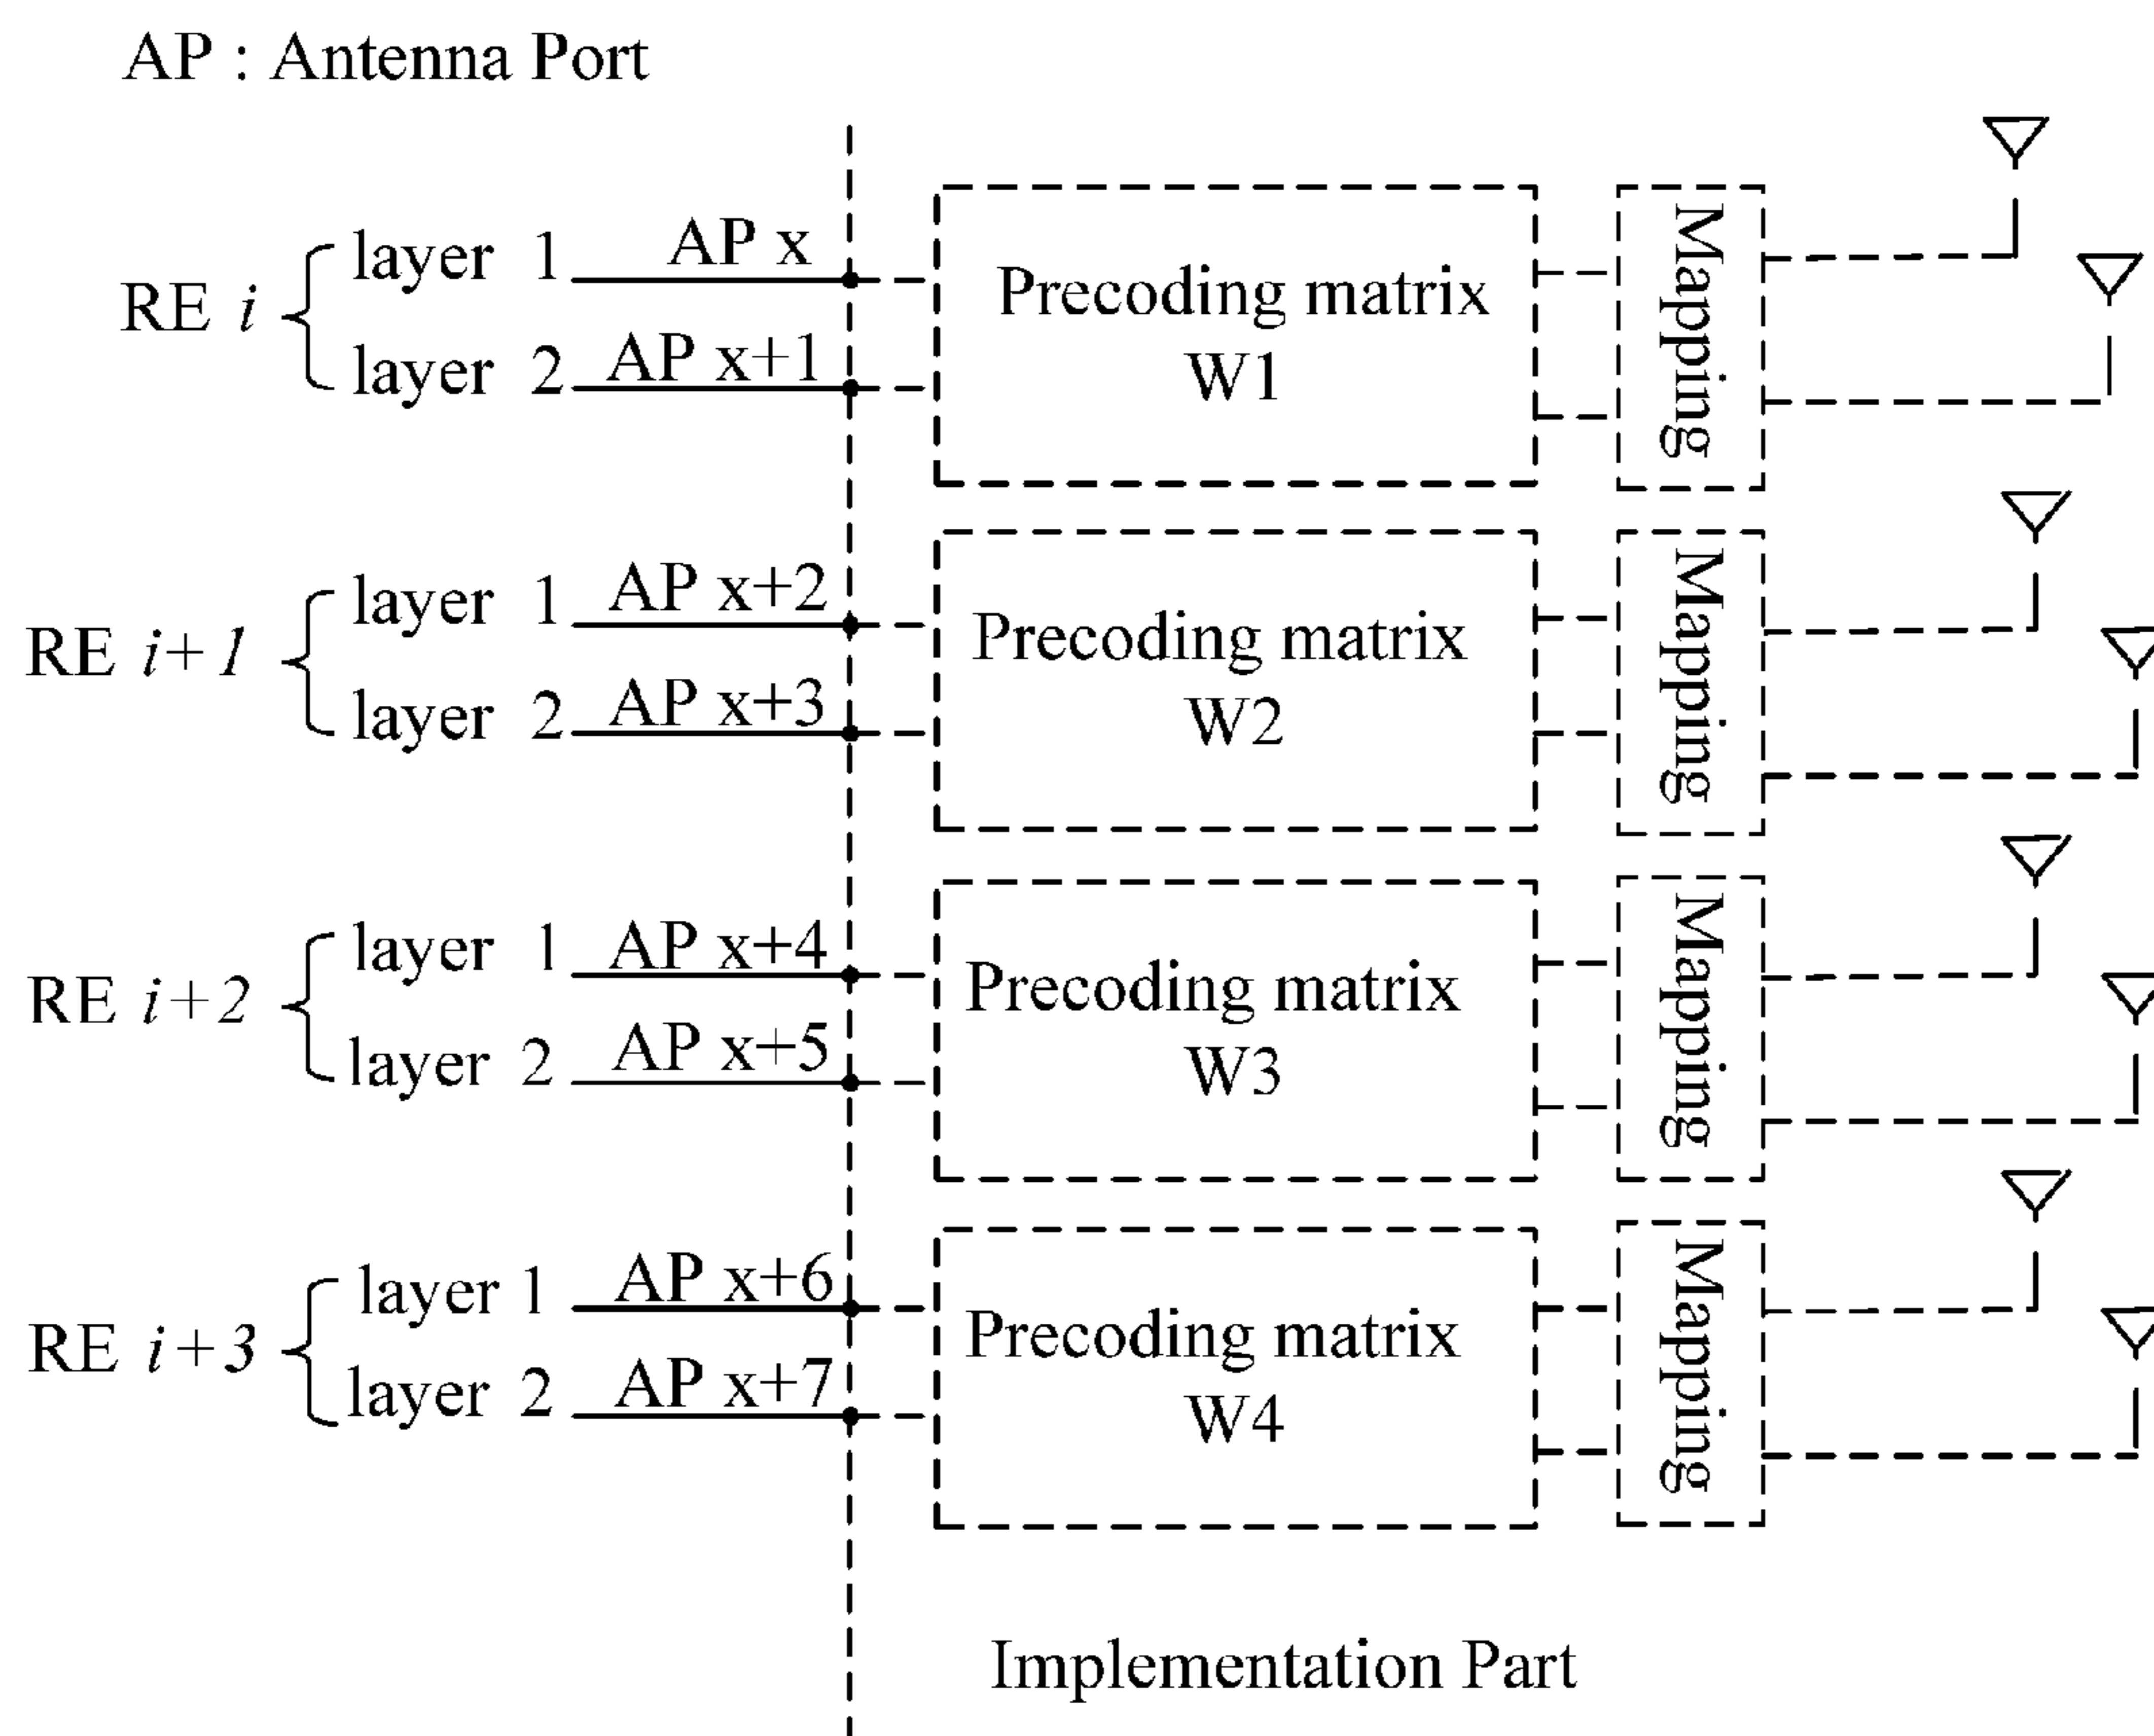 AP : Antenna Port
RE i
layer 1
AP x
layer 2
AP x+1
Precoding matrix
W1
Mapping
RE i+1
layer 1
AP x+2
layer 2
AP x+3
Precoding matrix
W2
Mapping
RE i+2
layer 1
AP x+4
layer 2
AP x+5
Precoding matrix
W3
Mapping
RE i+3
layer 1
AP x+6
layer 2
AP x+7
Precoding matrix
W4
Mapping
Implementation Part